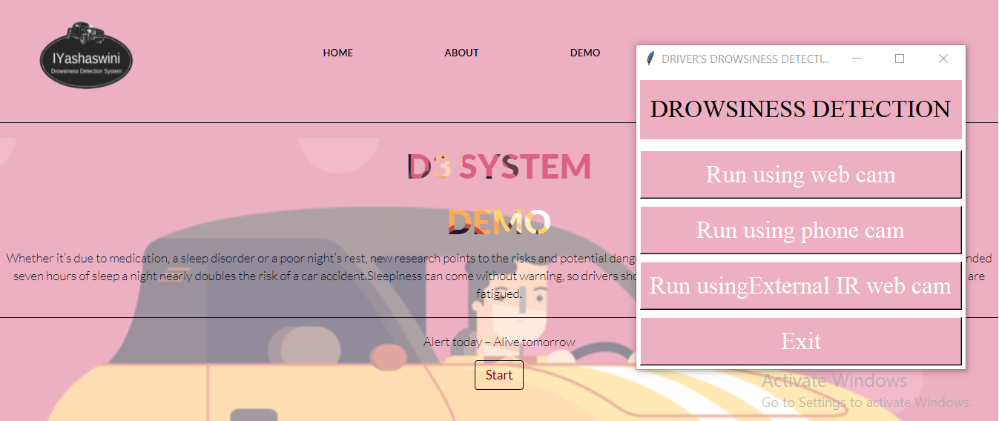 IYashaswini
Drowsiness Detection System
HOME
ABOUT
DEMO
D3 SYSTEM
DEMO
Whether it's due to medication, a sleep disorder or a poor night's rest, new research points to the risks and potential nded
seven hours of sleep a night nearly doubles the risk of a car accident.Sleepiness can come without warning, so drivers are
fatigued.
Alert today – Alive tomorrow
Start
DRIVER'S DROWSINESS DETECTI...
DROWSINESS DETECTION
Run using web cam
Run using phone cam
Run usingExternal IR web cam
Exit
Activate Windows
Go to Settings to activate Windows.